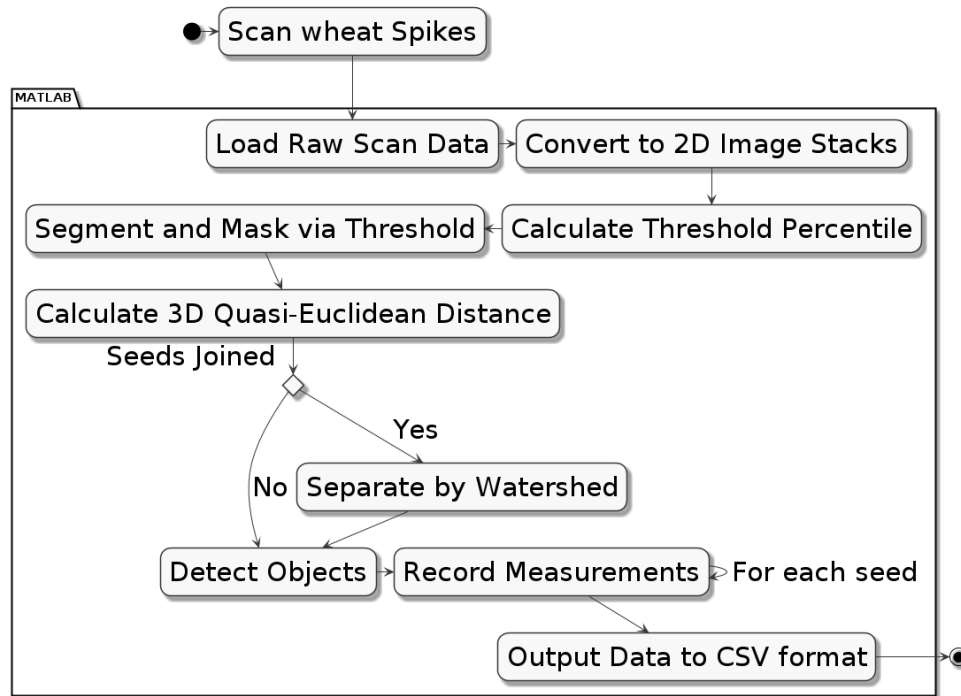 Scan wheat Spikes
MATLAB
Load Raw Scan Data
Convert to 2D Image Stacks
Segment and Mask via Threshold
Calculate Threshold Percentile
Calculate 3D Quasi-Euclidean Distance
Seeds Joined
Yes
No
Separate by Watershed
Detect Objects
Record Measurements
For each seed
Output Data to CSV format